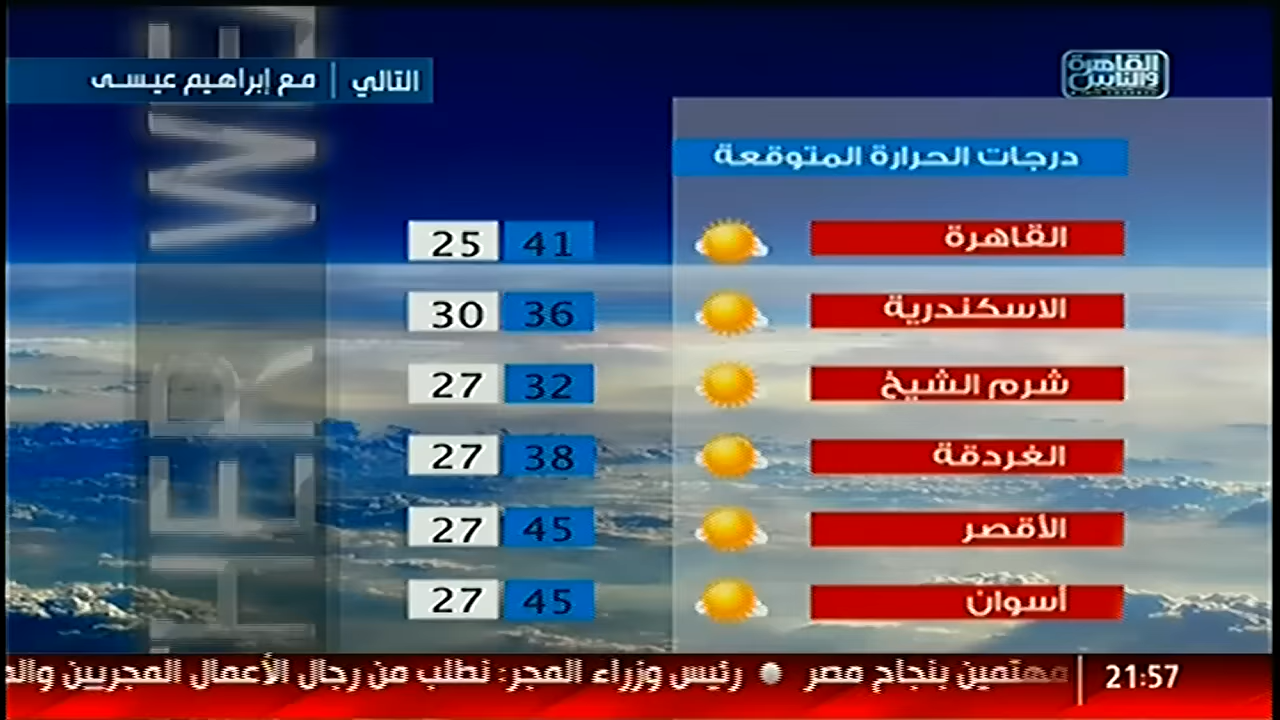 القاهرة والناس
التالي | مع إبراهيم عيسى
درجات الحرارة المتوقعة
القاهرة 41 25
الاسكندرية 36 30
شرم الشيخ 32 27
الغردقة 38 27
الأقصر 45 27
أسوان 45 27
21:57 | مهتمين بنجاح مصر ● رئيس وزراء المجر: نطلب من رجال الأعمال المجريين